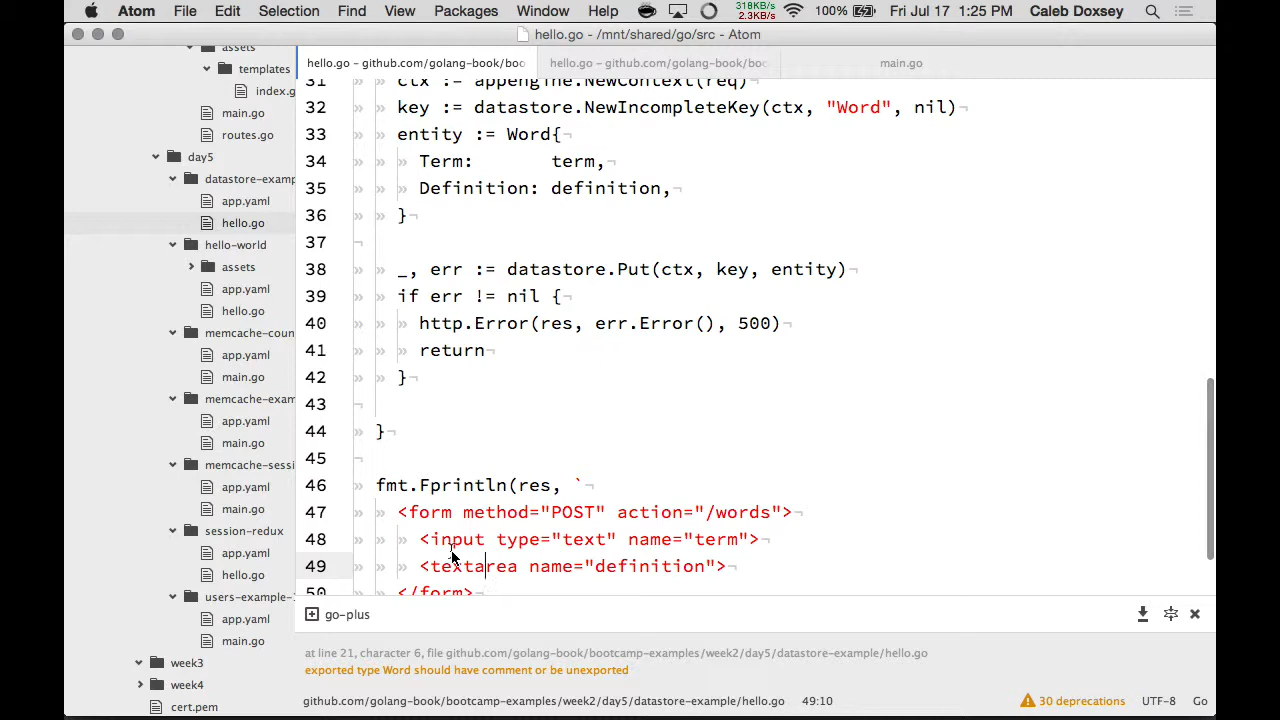 Atom File Edit Selection Find View Packages Window Help 318KB/s 2.3KB/s 100% Fri Jul 17 1:25 PM Caleb Doxsey
hello.go - /mnt/shared/go/src - Atom
assets
templates
index.g
main.go
routes.go
day5
datastore-examp
app.yaml
hello.go
hello-world
assets
app.yaml
hello.go
memcache-coun
app.yaml
main.go
memcache-exam
app.yaml
main.go
memcache-sessi
app.yaml
main.go
session-redux
app.yaml
hello.go
users-example-
app.yaml
main.go
week3
week4
cert.pem
hello.go – github.com/golang-book/boo hello.go – github.com/golang-book/boo main.go
31 ctx := appengine.NewContext(req)
32 key := datastore.NewIncompleteKey(ctx, "Word", nil)¬
33 entity := Word{¬
34 Term: term,¬
35 Definition: definition,¬
36 }¬
37 ¬
38 _, err := datastore.Put(ctx, key, entity)¬
39 if err != nil {¬
40 http.Error(res, err.Error(), 500)¬
41 return¬
42 }¬
43 ¬
44 }¬
45 ¬
46 fmt.Fprintln(res, `¬
47 <form method="POST" action="/words">¬
48 <input type="text" name="term">¬
49 <textarea name="definition">¬
50 </form>¬
go-plus
at line 21, character 6, file github.com/golang-book/bootcamp-examples/week2/day5/datastore-example/hello.go
exported type Word should have comment or be unexported
github.com/golang-book/bootcamp-examples/week2/day5/datastore-example/hello.go 49:10 30 deprecations UTF-8 Go